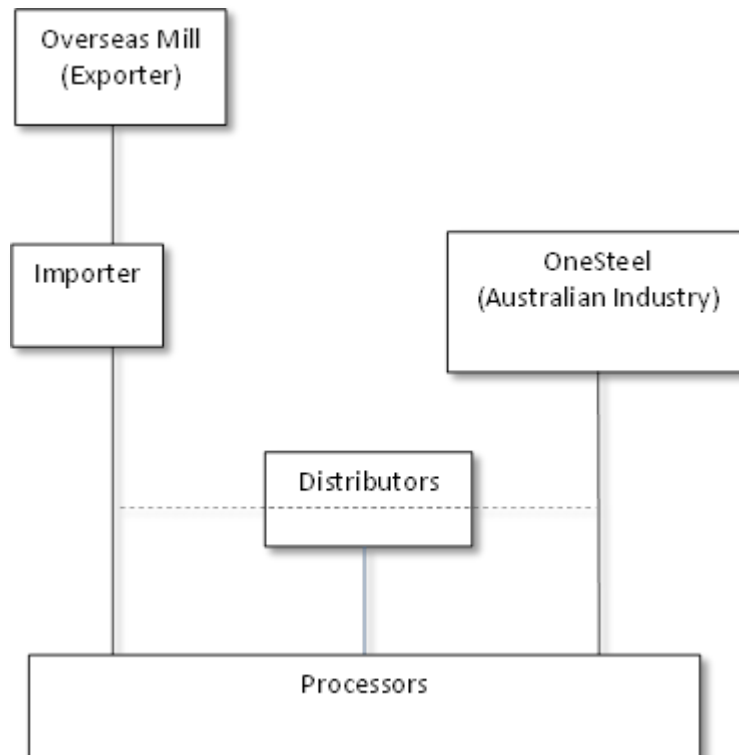 Overseas Mill
(Exporter)
Importer
OneSteel
(Australian Industry)
Distributors
Processors